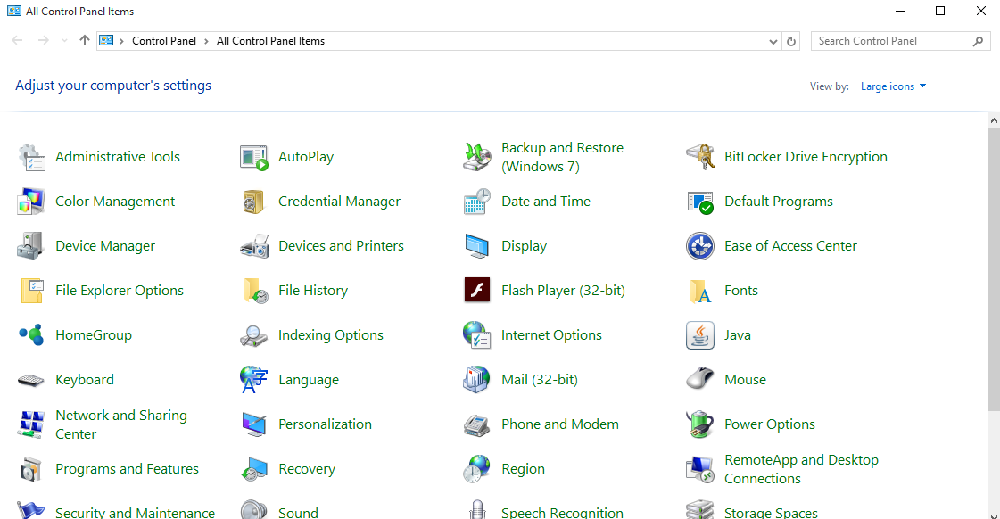 All Control Panel Items
Control Panel > All Control Panel Items
Search Control Panel
Adjust your computer's settings
View by: Large icons
Administrative Tools
AutoPlay
Backup and Restore
(Windows 7)
BitLocker Drive Encryption
Color Management
Credential Manager
Date and Time
Default Programs
Device Manager
Devices and Printers
Display
Ease of Access Center
File Explorer Options
File History
Flash Player (32-bit)
Fonts
HomeGroup
Indexing Options
Internet Options
Java
Keyboard
Language
Mail (32-bit)
Mouse
Network and Sharing
Center
Personalization
Phone and Modem
Power Options
Programs and Features
Recovery
Region
RemoteApp and Desktop
Connections
Security and Maintenance
Sound
Speech Recognition
Storage Spaces